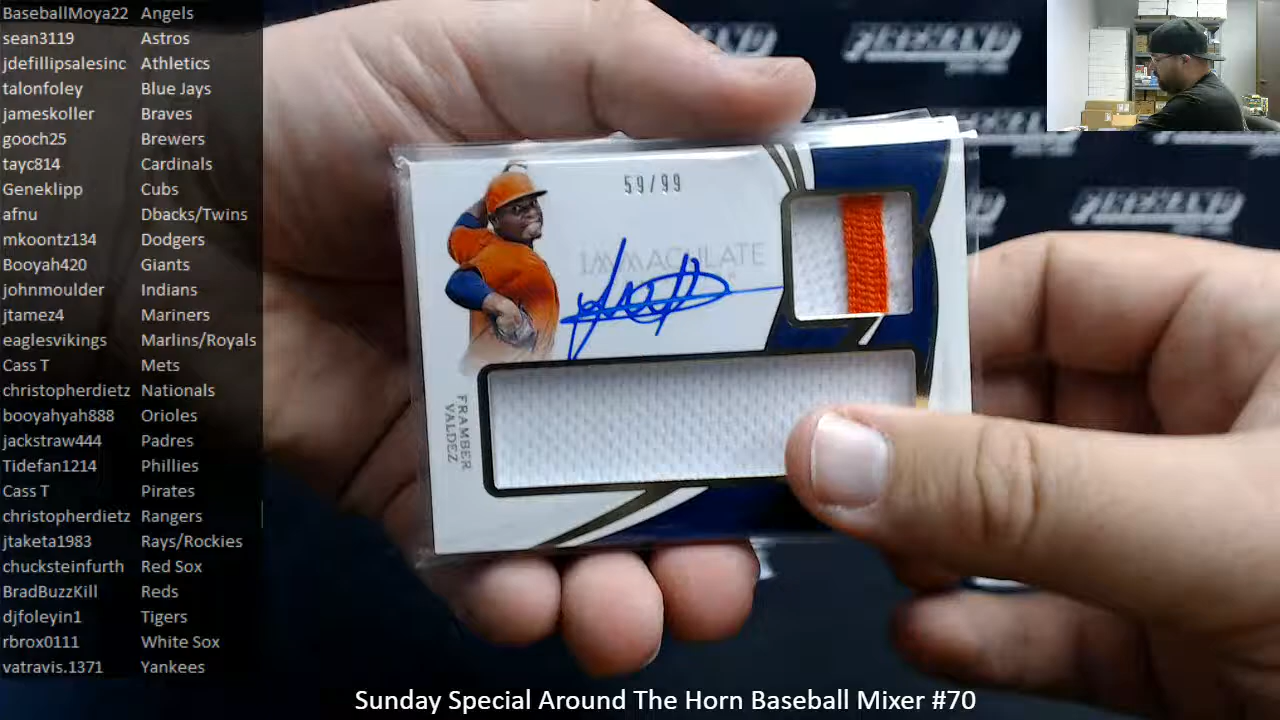 BaseballMoya22 Angels
sean3119 Astros
jdefillipsalesinc Athletics
talonfoley Blue Jays
jameskoller Braves
gooch25 Brewers
tayc814 Cardinals
Geneklipp Cubs
afnu Dbacks/Twins
mkoontz134 Dodgers
Booyah420 Giants
johnmoulder Indians
jtamez4 Mariners
eaglesvikings Marlins/Royals
Cass T Mets
christopherdietz Nationals
booyahyah888 Orioles
jackstraw444 Padres
Tidefan1214 Phillies
Cass T Pirates
christopherdietz Rangers
jtaketa1983 Rays/Rockies
chucksteinfurth Red Sox
BradBuzzKill Reds
djfoleyin1 Tigers
rbrox0111 White Sox
vatravis.1371 Yankees
59/99
IMMACULATE
FRAMBER
VALDEZ
FIREHAND
Sunday Special Around The Horn Baseball Mixer #70